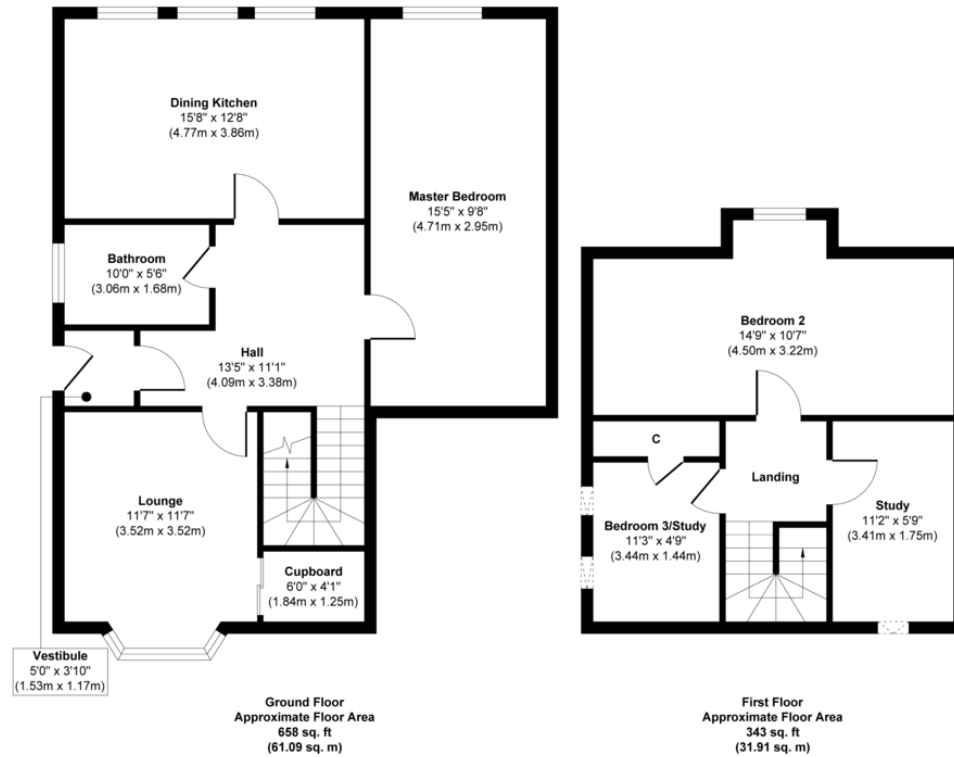 Dining Kitchen
15'8" x 12'8"
(4.77m x 3.86m)
Master Bedroom
15'5" x 9'8"
(4.71m x 2.95m)
Bathroom
10'0" x 5'6"
(3.06m x 1.68m)
Hall
13'5" x 11'1"
(4.09m x 3.38m)
Lounge
11'7" x 11'7"
(3.52m x 3.52m)
Cupboard
6'0" x 4'1"
(1.84m x 1.25m)
Vestibule
5'0" x 3'10"
(1.53m x 1.17m)
Ground Floor
Approximate Floor Area
658 sq. ft
(61.09 sq. m)
Bedroom 2
14'9" x 10'7"
(4.50m x 3.22m)
C
Landing
Bedroom 3/Study
11'3" x 4'9"
(3.44m x 1.44m)
Study
11'2" x 5'9"
(3.41m x 1.75m)
First Floor
Approximate Floor Area
343 sq. ft
(31.91 sq. m)